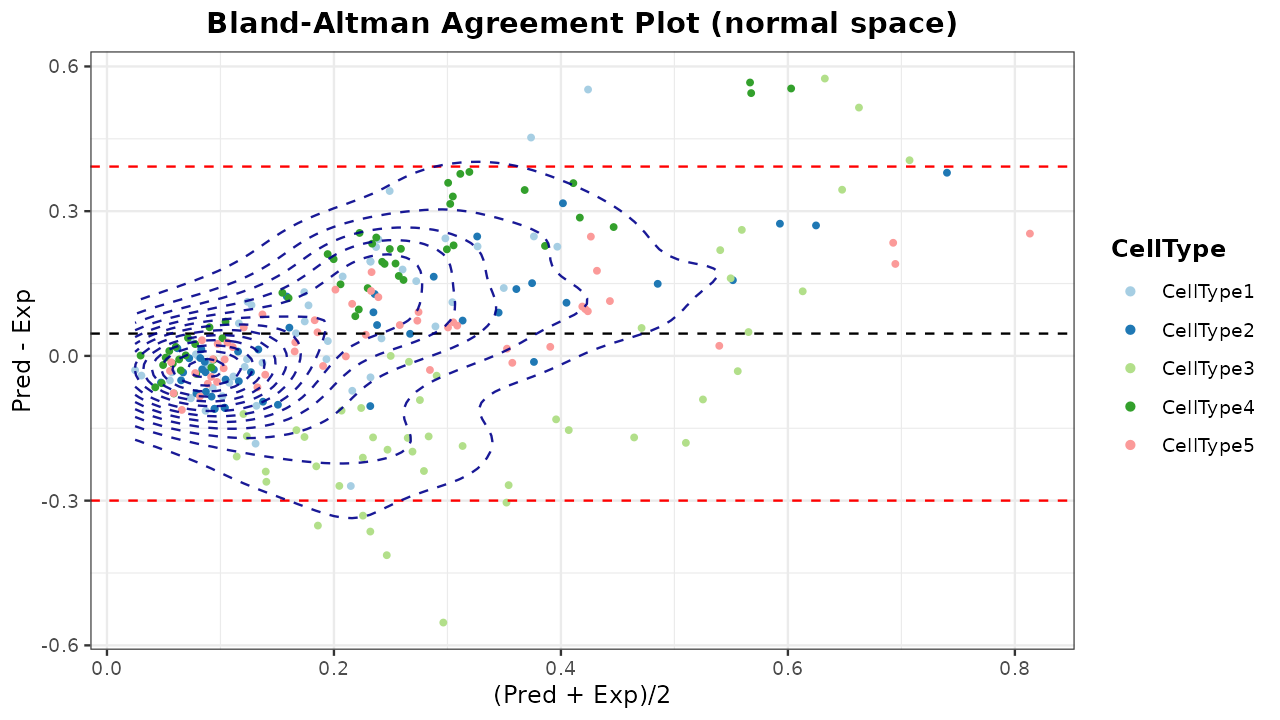 Bland-Altman Agreement Plot (normal space)
0.6
0.3
0.0
-0.3
-0.6
Pred - Exp
0.0 0.2 0.4 0.6 0.8
(Pred + Exp)/2
CellType
CellType1
CellType2
CellType3
CellType4
CellType5